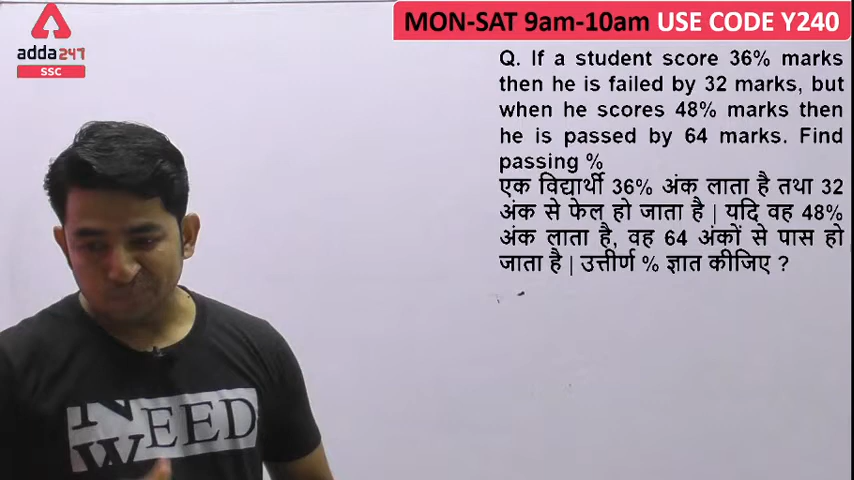 MON-SAT 9am-10am USE CODE Y240
adda247
SSC
Q. If a student score 36% marks
then he is failed by 32 marks, but
when he scores 48% marks then
he is passed by 64 marks. Find
passing %
एक विद्यार्थी 36% अंक लाता है तथा 32
अंक से फेल हो जाता है | यदि वह 48%
अंक लाता है, वह 64 अंकों से पास हो
जाता है | उत्तीर्ण % ज्ञात कीजिए ?
NEED
W